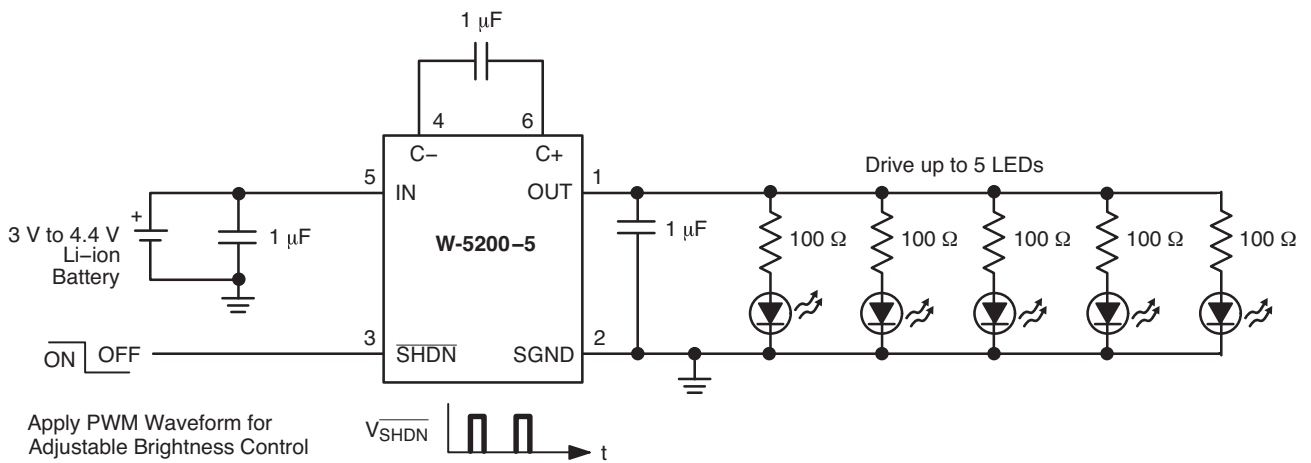 1 μF
4
6
C−
C+
5
IN
OUT
1
Drive up to 5 LEDs
+
3 V to 4.4 V
Li−ion
Battery
1 μF
W-5200−5
1 μF
100 Ω
100 Ω
100 Ω
100 Ω
100 Ω
3
SHDN
SGND
2
ON
OFF
Apply PWM Waveform for
Adjustable Brightness Control
VSHDN
t